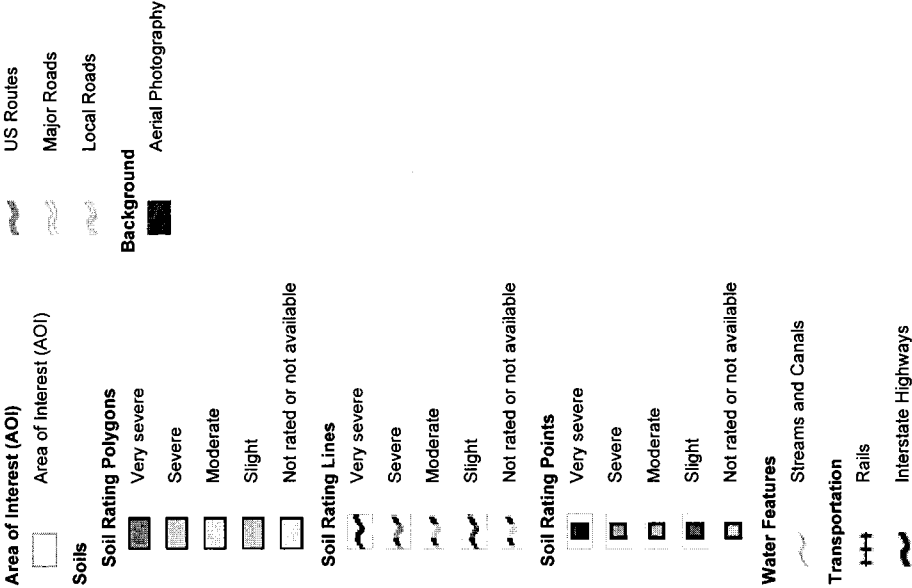 Area of Interest (AOI)
Area of Interest (AOI)
Soils
Soil Rating Polygons
Very severe
Severe
Moderate
Slight
Not rated or not available
Soil Rating Lines
Very severe
Severe
Moderate
Slight
Not rated or not available
Soil Rating Points
Very severe
Severe
Moderate
Slight
Not rated or not available
Water Features
Streams and Canals
Transportation
Rails
Interstate Highways
US Routes
Major Roads
Local Roads
Background
Aerial Photography